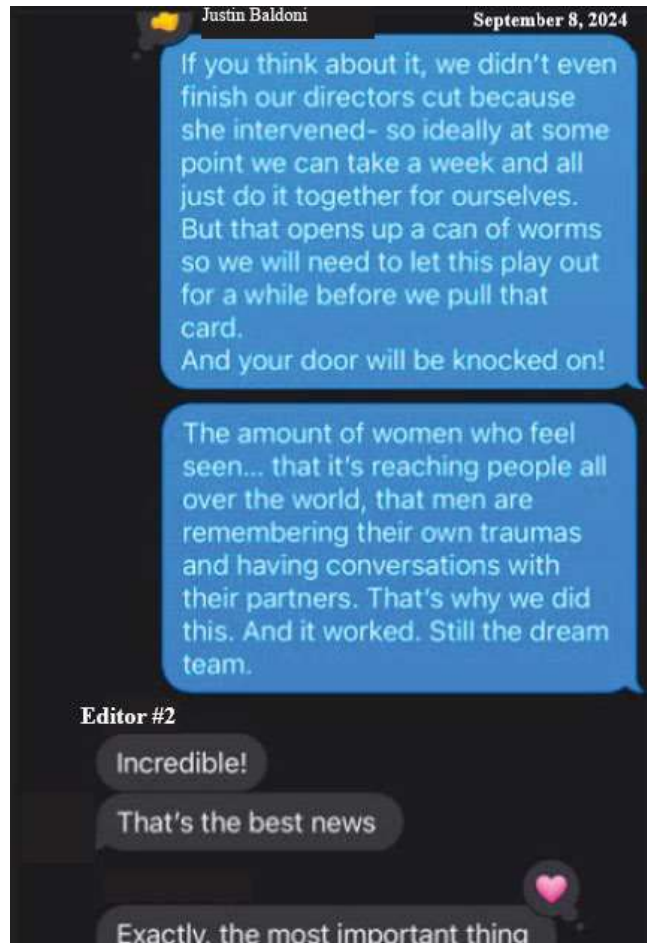 Justin Baldoni
September 8, 2024
If you think about it, we didn’t even
finish our directors cut because
she intervened- so ideally at some
point we can take a week and all
just do it together for ourselves.
But that opens up a can of worms
so we will need to let this play out
for a while before we pull that
card.
And your door will be knocked on!
The amount of women who feel
seen... that it’s reaching people all
over the world, that men are
remembering their own traumas
and having conversations with
their partners. That’s why we did
this. And it worked. Still the dream
team.
Editor #2
Incredible!
That’s the best news
Exactly, the most important thing